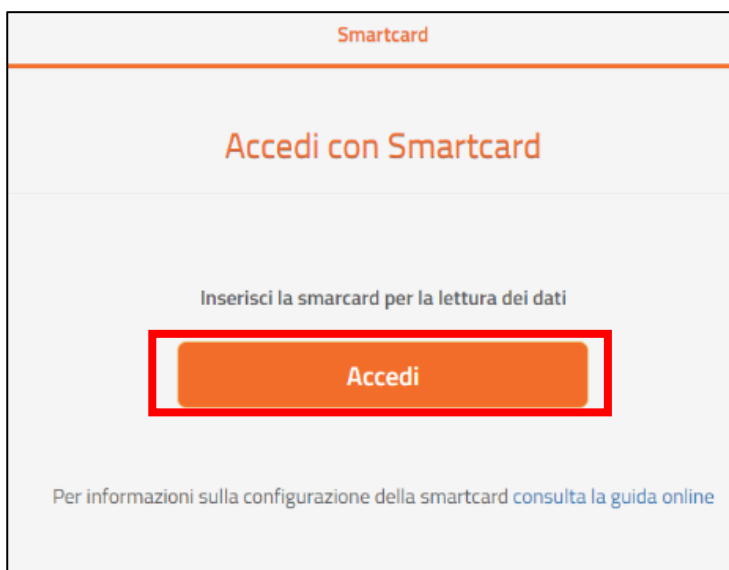 Smartcard
Accedi con Smartcard
Inserisci la smarcard per la lettura dei dati
Accedi
Per informazioni sulla configurazione della smartcard consulta la guida online